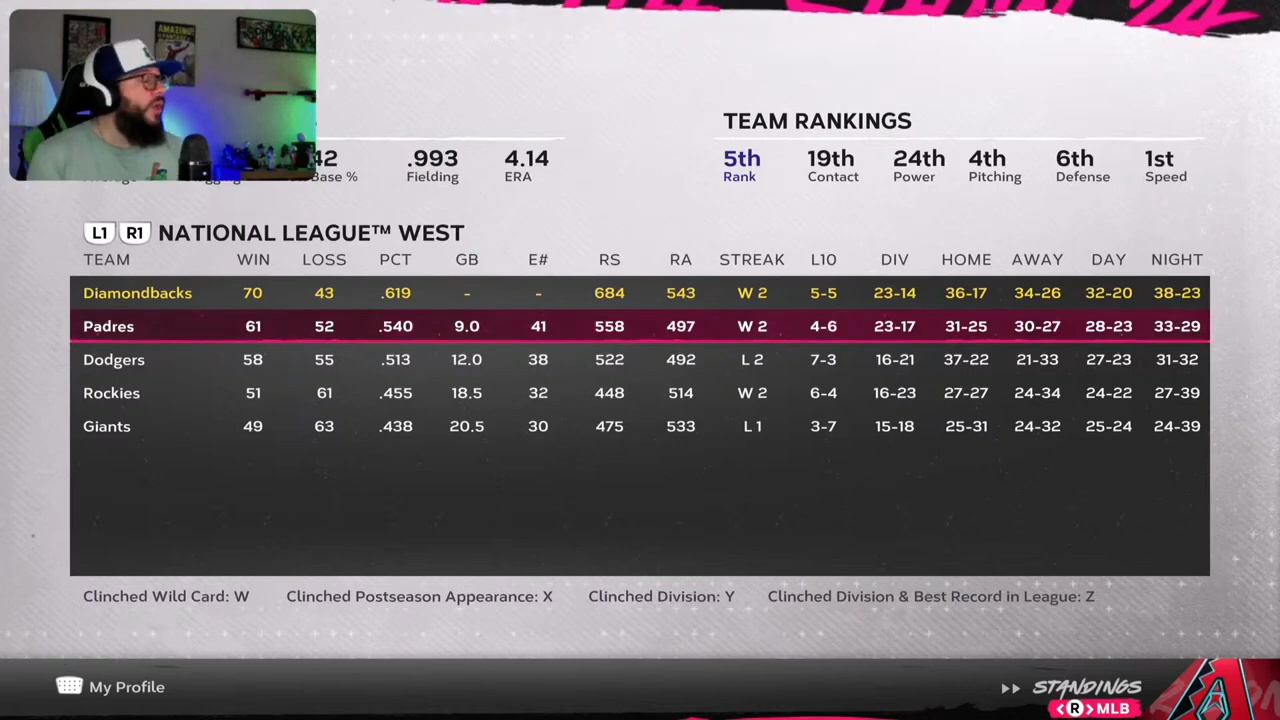 AMAZING
TEAM RANKINGS
42 .993 4.14
Base % Fielding ERA
5th 19th 24th 4th 6th 1st
Rank Contact Power Pitching Defense Speed
L1 R1 NATIONAL LEAGUE™ WEST
TEAM WIN LOSS PCT GB E# RS RA STREAK L10 DIV HOME AWAY DAY NIGHT
Diamondbacks 70 43 .619 - - 684 543 W 2 5-5 23-14 36-17 34-26 32-20 38-23
Padres 61 52 .540 9.0 41 558 497 W 2 4-6 23-17 31-25 30-27 28-23 33-29
Dodgers 58 55 .513 12.0 38 522 492 L 2 7-3 16-21 37-22 21-33 27-23 31-32
Rockies 51 61 .455 18.5 32 448 514 W 2 6-4 16-23 27-27 24-34 24-22 27-39
Giants 49 63 .438 20.5 30 475 533 L 1 3-7 15-18 25-31 24-32 25-24 24-39
Clinched Wild Card: W Clinched Postseason Appearance: X Clinched Division: Y Clinched Division & Best Record in League: Z
My Profile
STANDINGS
R MLB